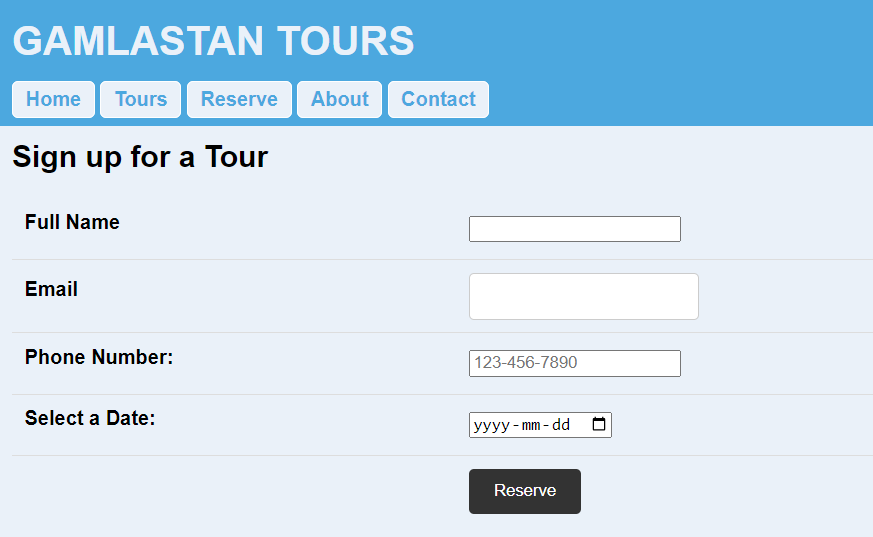 GAMLASTAN TOURS
Home Tours Reserve About Contact
Sign up for a Tour
Full Name
Email
Phone Number: 123-456-7890
Select a Date: yyyy-mm-dd
Reserve